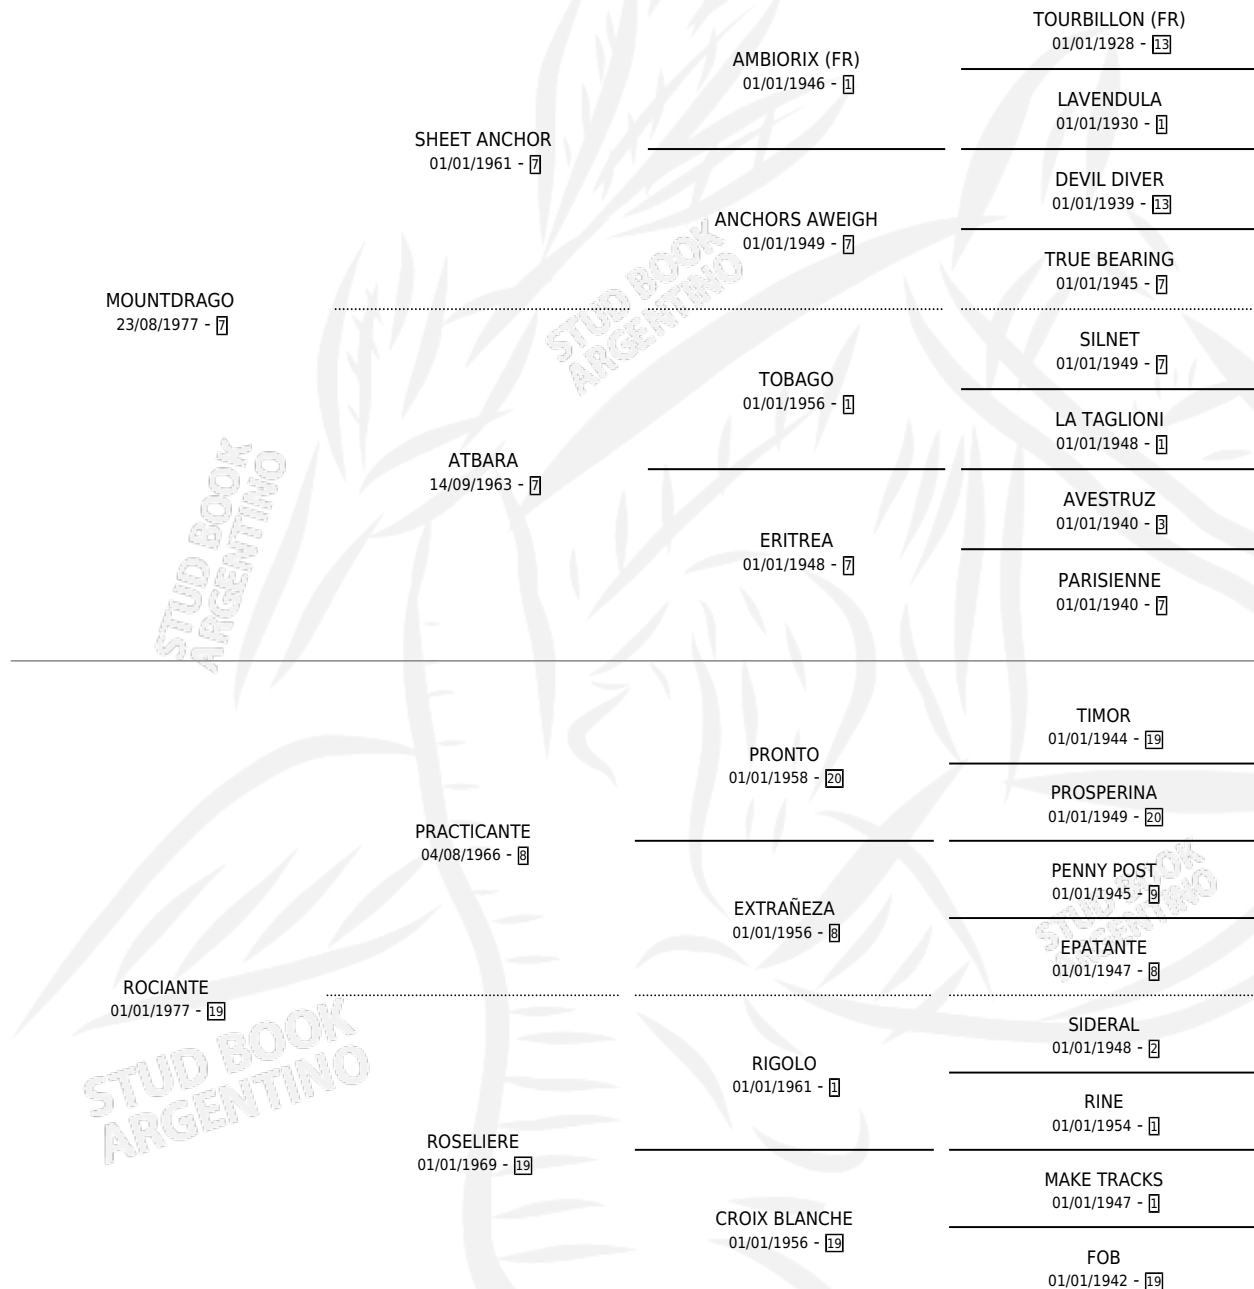 TOURBILLON (FR)
01/01/1928 - 13
AMBIORIX (FR)
01/01/1946 - 1
LAVENDULA
01/01/1930 - 1
SHEET ANCHOR
01/01/1961 - 7
DEVIL DIVER
01/01/1939 - 13
ANCHORS AWEIGH
01/01/1949 - 7
TRUE BEARING
01/01/1945 - 7
MOUNTDRAGO
23/08/1977 - 7
STUD BOOK
ARGENTINO
SILNET
01/01/1949 - 7
TOBAGO
01/01/1956 - 1
LA TAGLIONI
01/01/1948 - 1
ATBARA
14/09/1963 - 7
AVESTRUZ
01/01/1940 - 3
ERITREA
01/01/1948 - 7
PARISIENNE
01/01/1940 - 7
STUD BOOK
ARGENTINO
TIMOR
01/01/1944 - 19
PRONTO
01/01/1958 - 20
PROSPERINA
01/01/1949 - 20
PRACTICANTE
04/08/1966 - 8
PENNY POST
01/01/1945 - 9
EXTRAÑEZA
01/01/1956 - 8
EPATANTE
01/01/1947 - 8
STUD BOOK
ARGENTINO
ROCIANTE
01/01/1977 - 19
SIDERAL
01/01/1948 - 2
RIGOLO
01/01/1961 - 1
RINE
01/01/1954 - 1
STUD BOOK
ARGENTINO
ROSELIERE
01/01/1969 - 19
MAKE TRACKS
01/01/1947 - 1
CROIX BLANCHE
01/01/1956 - 19
FOB
01/01/1942 - 19